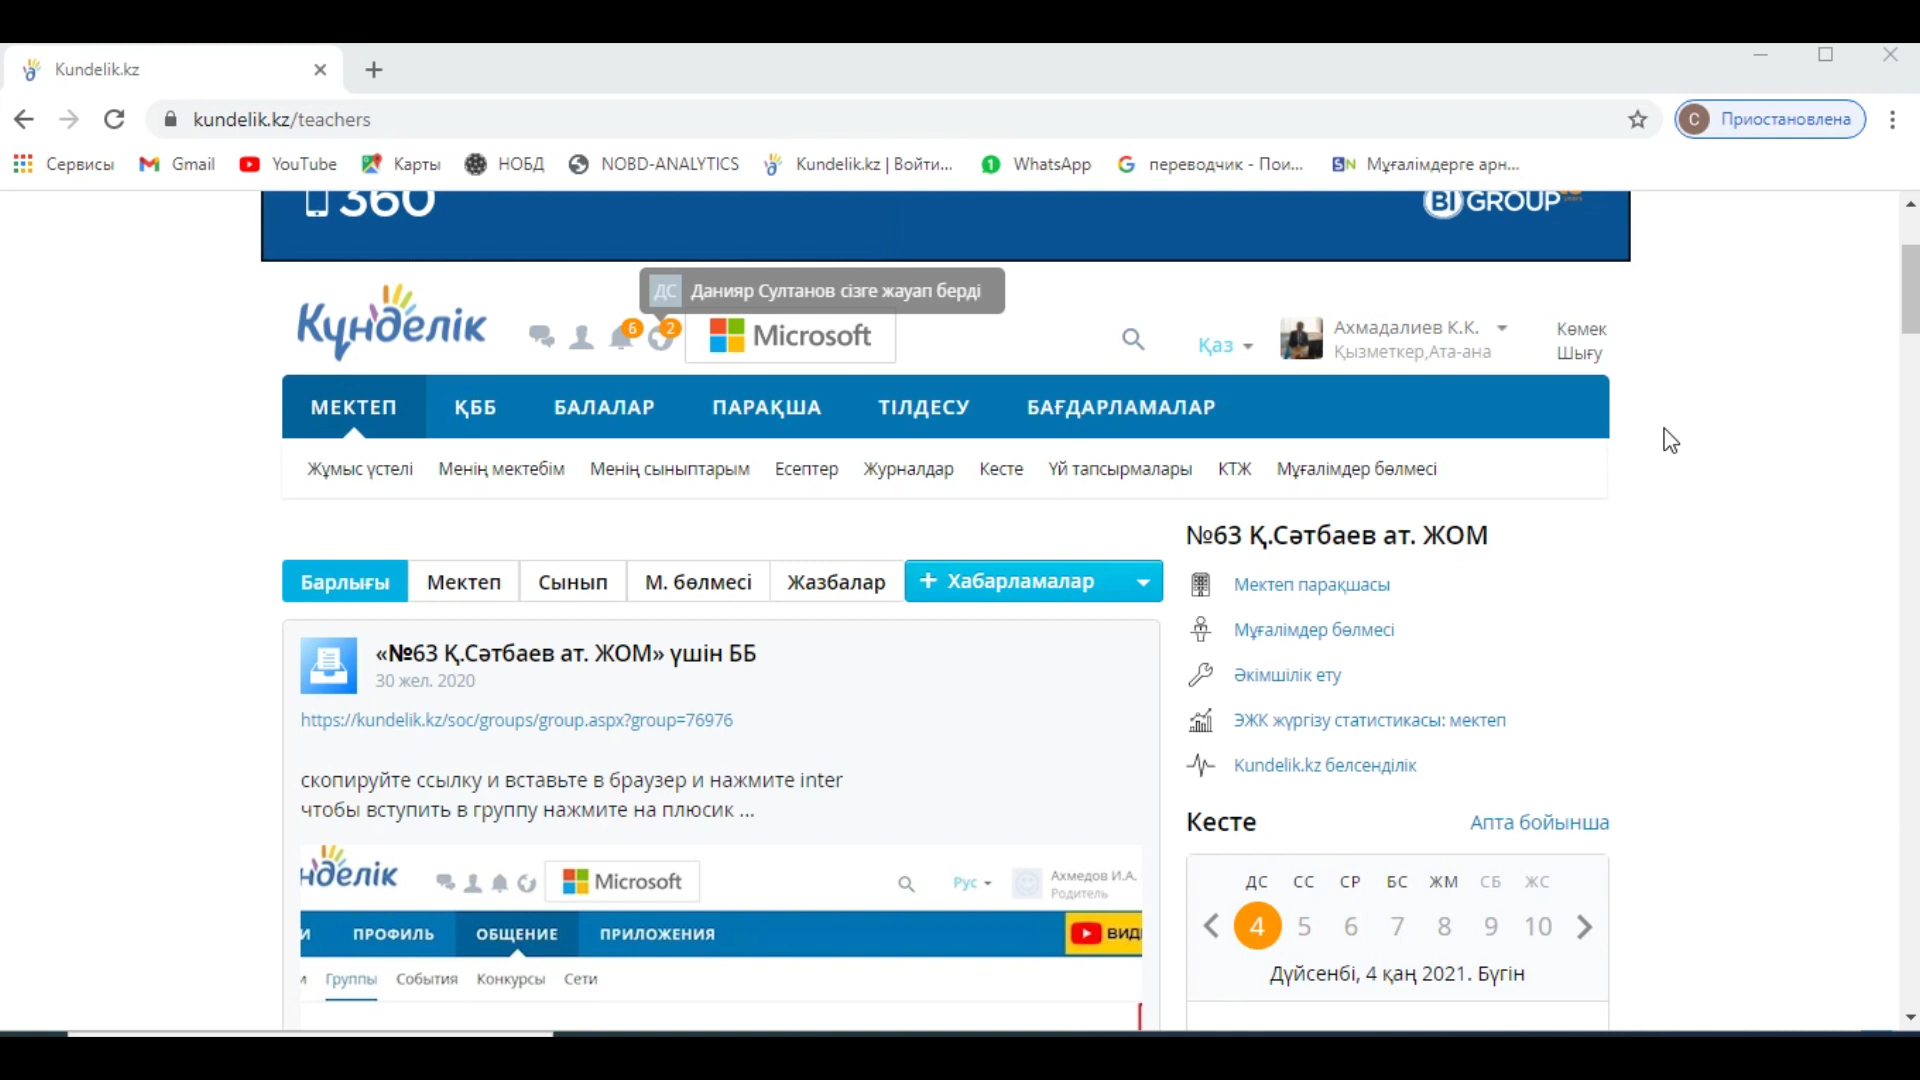 Kundelik.kz
kundelik.kz/teachers
С Приостановлена
Сервисы Gmail YouTube Карты НОБД NOBD-ANALYTICS Kundelik.kz | Войти... 1 WhatsApp переводчик - Пои... SN Мұғалімдерге арн...
360 BI GROUP
ДС Данияр Султанов сізге жауап берді
Күнделік 6 2 Microsoft Қаз Ахмадалиев К.К. Көмек
Қызметкер,Ата-ана Шығу
МЕКТЕП ҚББ БАЛАЛАР ПАРАҚША ТІЛДЕСУ БАҒДАРЛАМАЛАР
Жұмыс үстелі Менің мектебім Менің сыныптарым Есептер Журналдар Кесте Үй тапсырмалары КТЖ Мұғалімдер бөлмесі
Барлығы Мектеп Сынып М. бөлмесі Жазбалар + Хабарламалар
«№63 Қ.Сәтбаев ат. ЖОМ» үшін ББ
30 жел. 2020
https://kundelik.kz/soc/groups/group.aspx?group=76976
скопируйте ссылку и вставьте в браузер и нажмите inter
чтобы вступить в группу нажмите на плюсик ...
нделік Microsoft Рус Ахмедов И.А.
Родитель
И ПРОФИЛЬ ОБЩЕНИЕ ПРИЛОЖЕНИЯ ВИД
и Группы События Конкурсы Сети
№63 Қ.Сәтбаев ат. ЖОМ
Мектеп парақшасы
Мұғалімдер бөлмесі
Әкімшілік ету
ЭЖК жүргізу статистикасы: мектеп
Kundelik.kz белсенділік
Кесте Апта бойынша
ДС СС СР БС ЖМ СБ ЖС
4 5 6 7 8 9 10
Дүйсенбі, 4 қаң 2021. Бүгін